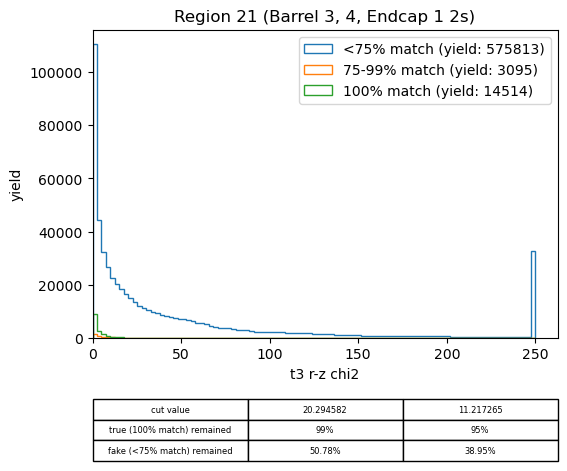 Region 21 (Barrel 3, 4, Endcap 1 2s)
<75% match (yield: 575813)
75-99% match (yield: 3095)
100% match (yield: 14514)
yield
100000
80000
60000
40000
20000
0
0 50 100 150 200 250
t3 r-z chi2
cut value 20.294582 11.217265
true (100% match) remained 99% 95%
fake (<75% match) remained 50.78% 38.95%